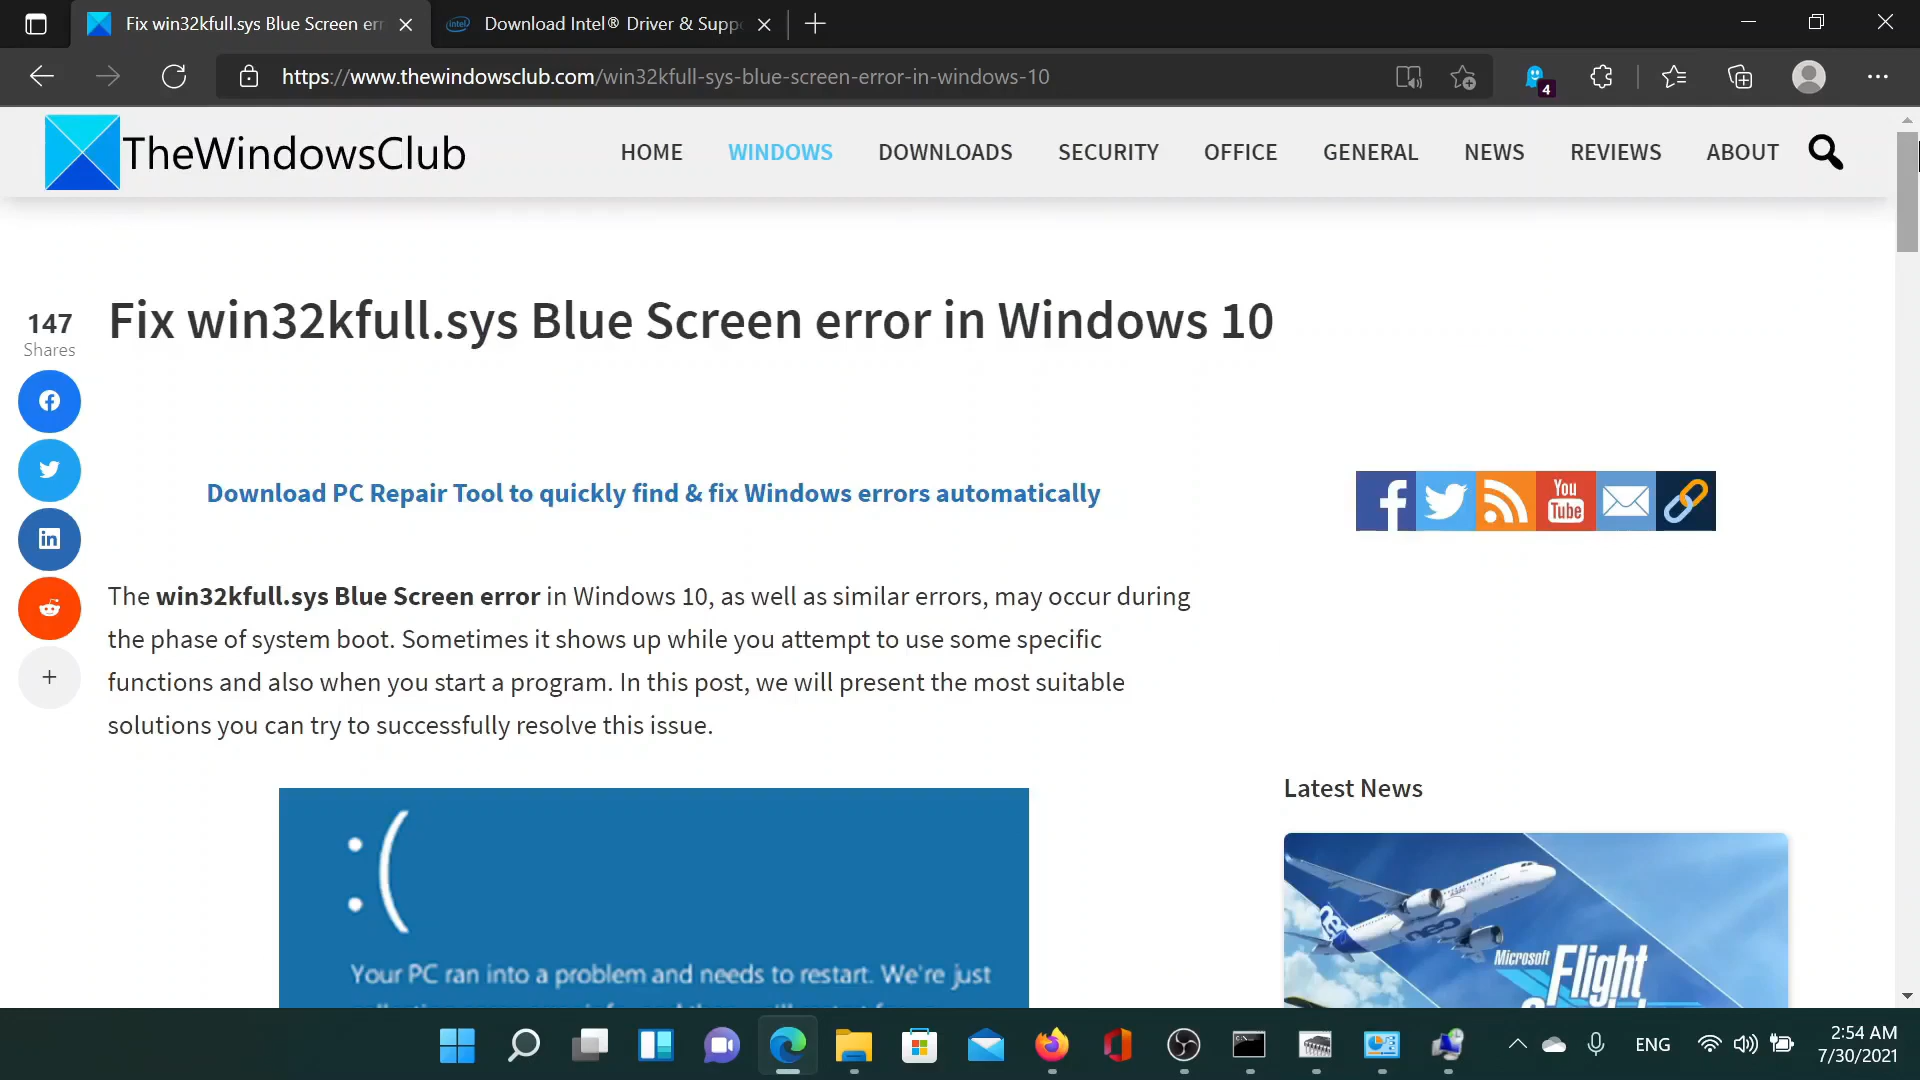 Fix win32kfull.sys Blue Screen err
Download Intel® Driver & Supp
https://www.thewindowsclub.com/win32kfull-sys-blue-screen-error-in-windows-10
4
TheWindowsClub
HOME
WINDOWS
DOWNLOADS
SECURITY
OFFICE
GENERAL
NEWS
REVIEWS
ABOUT
Fix win32kfull.sys Blue Screen error in Windows 10
147
Shares
Download PC Repair Tool to quickly find & fix Windows errors automatically
You
Tube
The win32kfull.sys Blue Screen error in Windows 10, as well as similar errors, may occur during
the phase of system boot. Sometimes it shows up while you attempt to use some specific
functions and also when you start a program. In this post, we will present the most suitable
solutions you can try to successfully resolve this issue.
:(
Your PC ran into a problem and needs to restart. We're just
Latest News
neo
Microsoft
Flight
ENG
2:54 AM
7/30/2021